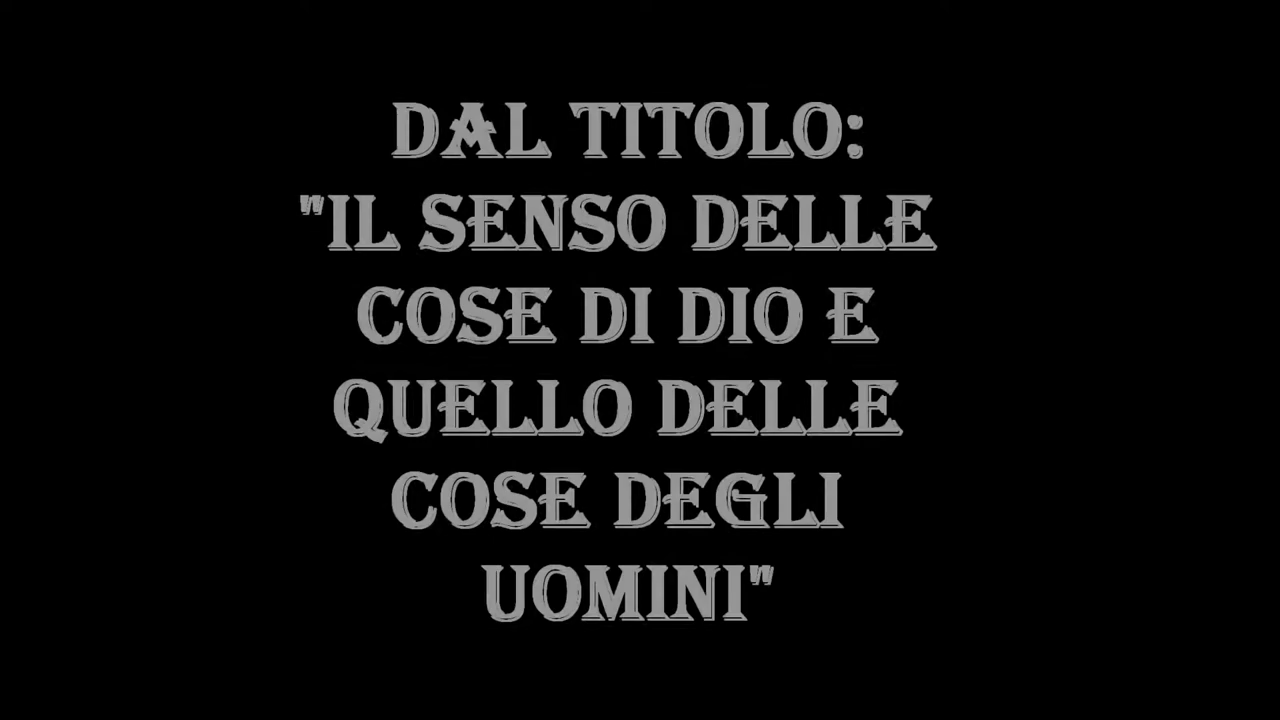 DAL TITOLO:
"IL SENSO DELLE
COSE DI DIO E
QUELLO DELLE
COSE DEGLI
UOMINI"